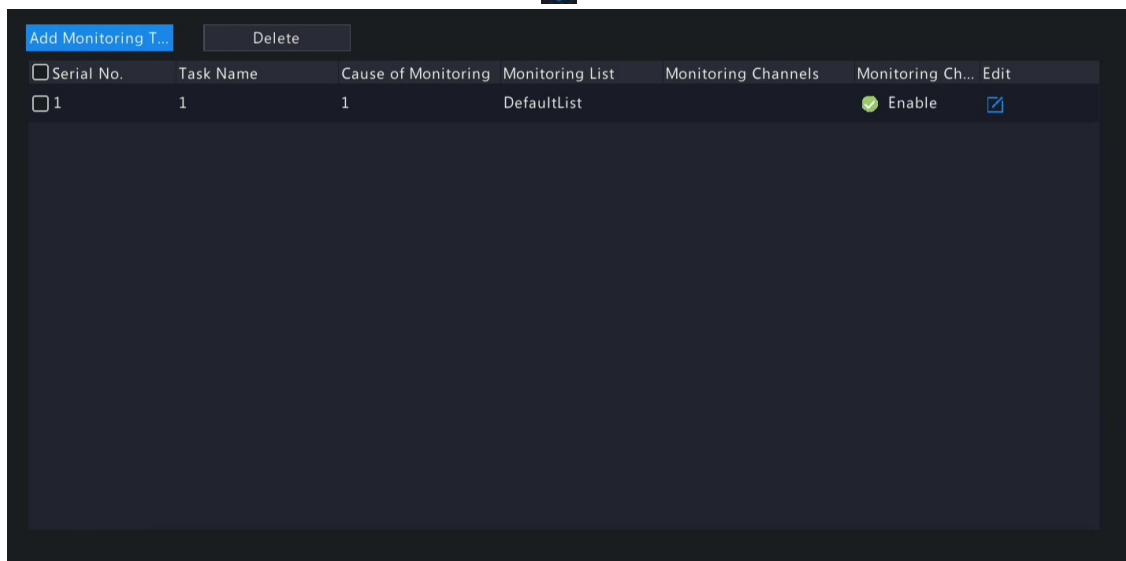 Add Monitoring T... Delete
Serial No. Task Name Cause of Monitoring Monitoring List Monitoring Channels Monitoring Ch... Edit
1 1 1 DefaultList Enable